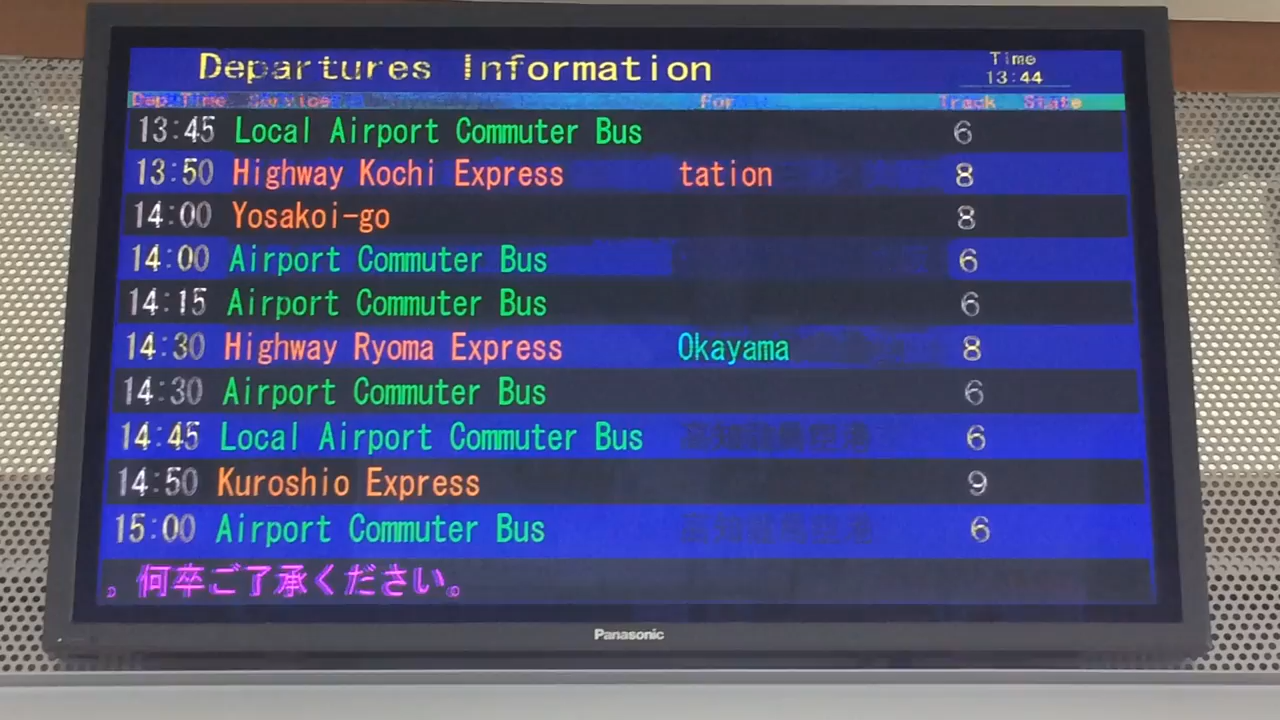 Departures Information
Time
13:44
Dep.Time Service For Track State
13:45 Local Airport Commuter Bus 6
13:50 Highway Kochi Express tation 8
14:00 Yosakoi-go 8
14:00 Airport Commuter Bus 6
14:15 Airport Commuter Bus 6
14:30 Highway Ryoma Express Okayama 8
14:30 Airport Commuter Bus 6
14:45 Local Airport Commuter Bus 6
14:50 Kuroshio Express 9
15:00 Airport Commuter Bus 6
。何卒ご了承ください。
Panasonic